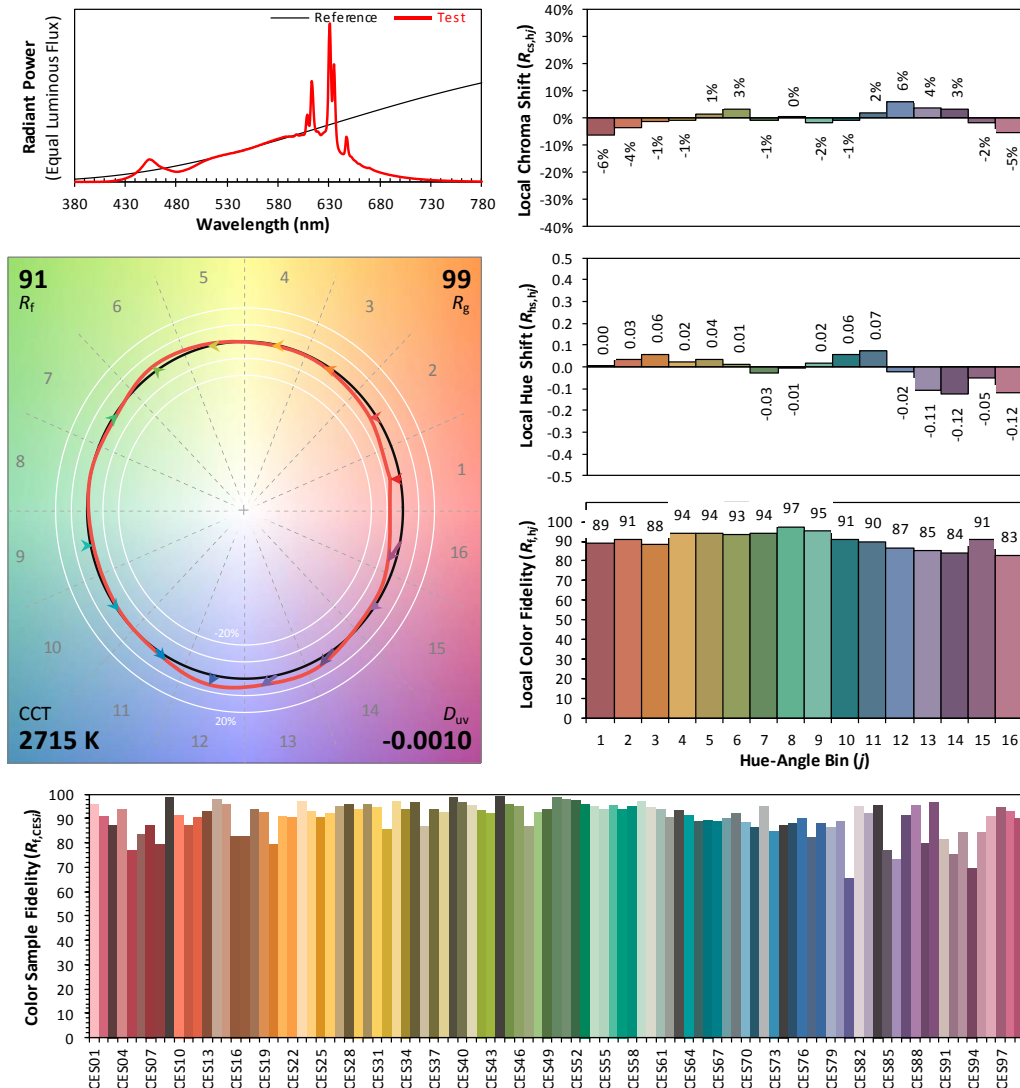 Radiant Power
(Equal Luminous Flux)
Reference
Test
380 430 480 530 580 630 680 730 780
Wavelength (nm)
Local Chroma Shift (Rcs,hj)
40%
30%
20%
10%
0%
-10%
-20%
-30%
-40%
-6% -4% -1% -1% 1% 3% -1% 0% -2% -1% 2% 6% 4% 3% -2% -5%
91
Rf
99
Rg
5 4
6 3
7 2
8 1
9 16
10 15
11 14
12 13
-20%
20%
CCT
2715 K
Duv
-0.0010
Local Hue Shift (Rhs,hj)
0.5
0.4
0.3
0.2
0.1
0.0
-0.1
-0.2
-0.3
-0.4
-0.5
0.00 0.03 0.06 0.02 0.04 0.01 -0.03 -0.01 0.02 0.06 0.07 -0.02 -0.11 -0.12 -0.05 -0.12
Local Color Fidelity (Rf,hj)
100
90
80
70
60
50
40
30
20
10
0
89 91 88 94 94 93 94 97 95 91 90 87 85 84 91 83
1 2 3 4 5 6 7 8 9 10 11 12 13 14 15 16
Hue-Angle Bin (j)
Color Sample Fidelity (Rf,CESi)
100
90
80
70
60
50
40
30
20
10
0
CES01 CES04 CES07 CES10 CES13 CES16 CES19 CES22 CES25 CES28 CES31 CES34 CES37 CES40 CES43 CES46 CES49 CES52 CES55 CES58 CES61 CES64 CES67 CES70 CES73 CES76 CES79 CES82 CES85 CES88 CES91 CES94 CES97